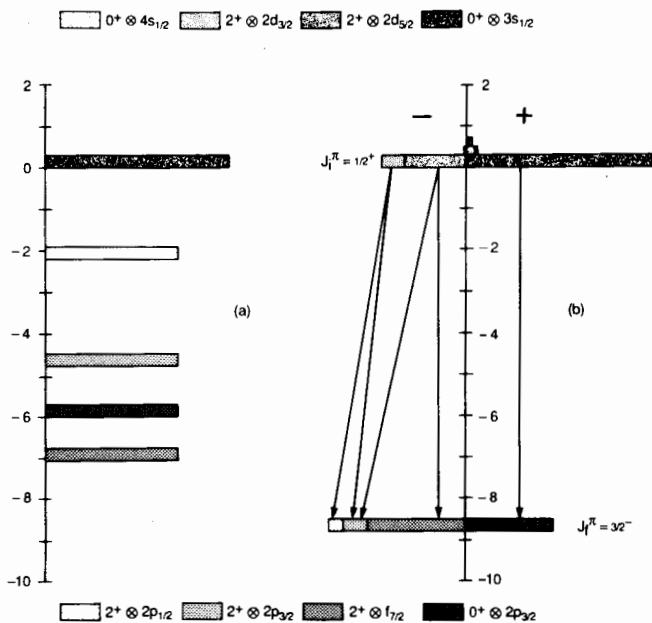 0⁺ ⊗ 4s₁/₂ 2⁺ ⊗ 2d₃/₂ 2⁺ ⊗ 2d₅/₂ 0⁺ ⊗ 3s₁/₂
2 2
− +
0 Jᵢ^π = 1/2⁺
−2 −2
−4 −4
(a) (b)
−6 −6
−8 −8
J_f^π = 3/2⁻
−10 −10
2⁺ ⊗ 2p₁/₂ 2⁺ ⊗ 2p₃/₂ 2⁺ ⊗ f₇/₂ 0⁺ ⊗ 2p₃/₂